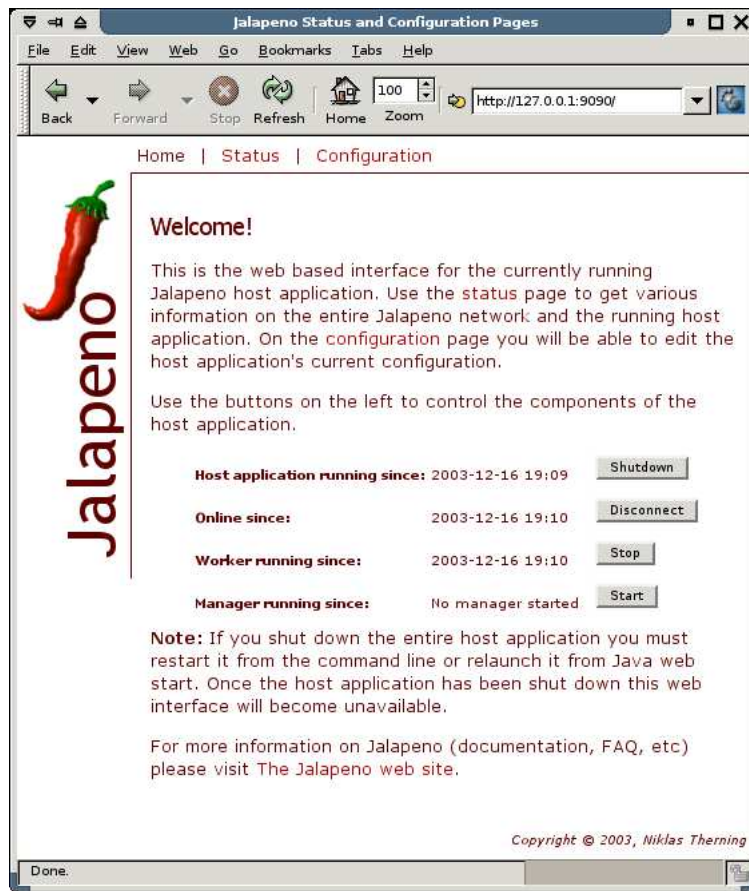 Jalapeno Status and Configuration Pages
File Edit View Web Go Bookmarks Tabs Help
Back Forward Stop Refresh Home 100 Zoom http://127.0.0.1:9090/
Home | Status | Configuration
Jalapeno
Welcome!
This is the web based interface for the currently running
Jalapeno host application. Use the status page to get various
information on the entire Jalapeno network and the running host
application. On the configuration page you will be able to edit the
host application's current configuration.
Use the buttons on the left to control the components of the
host application.
Host application running since: 2003-12-16 19:09 Shutdown
Online since: 2003-12-16 19:10 Disconnect
Worker running since: 2003-12-16 19:10 Stop
Manager running since: No manager started Start
Note: If you shut down the entire host application you must
restart it from the command line or relaunch it from Java web
start. Once the host application has been shut down this web
interface will become unavailable.
For more information on Jalapeno (documentation, FAQ, etc)
please visit The Jalapeno web site.
Copyright © 2003, Niklas Therning
Done.